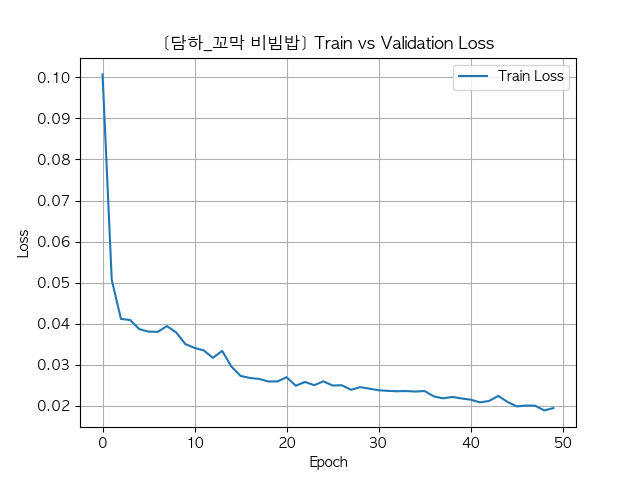 [담하_꼬막 비빔밥] Train vs Validation Loss
Train Loss
Loss
0.10
0.09
0.08
0.07
0.06
0.05
0.04
0.03
0.02
0 10 20 30 40 50
Epoch